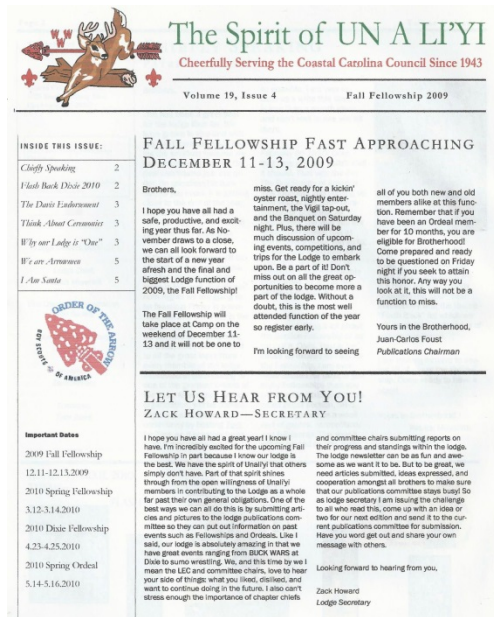 WWW
The Spirit of UN A LI'YI
Cheerfully Serving the Coastal Carolina Council Since 1943
Volume 19, Issue 4 Fall Fellowship 2009
INSIDE THIS ISSUE:
Chiefly Speaking 2
Flash Back Dixie 2010 2
The Davis Endowment 3
Think About Ceremonies 3
Why our Lodge is "One" 3
We are Arrowmen 5
I Am Santa 5
ORDER OF THE ARROW
BOY SCOUTS OF AMERICA
Important Dates
2009 Fall Fellowship
12.11-12.13.2009
2010 Spring Fellowship
3.12-3.14.2010
2010 Dixie Fellowship
4.23-4.25.2010
2010 Spring Ordeal
5.14-5.16.2010
FALL FELLOWSHIP FAST APPROACHING
DECEMBER 11-13, 2009
Brothers,
I hope you have all had a
safe, productive, and excit-
ing year thus far. As No-
vember draws to a close,
we can all look forward to
the start of a new year
afresh and the final and
biggest Lodge function of
2009, the Fall Fellowship!
The Fall Fellowship will
take place at Camp on the
weekend of December 11-
13 and it will not be one to
miss. Get ready for a kickin'
oyster roast, nightly enter-
tainment, the Vigil tap-out,
and the Banquet on Saturday
night. Plus, there will be
much discussion of upcom-
ing events, competitions, and
trips for the Lodge to embark
upon. Be a part of it! Don't
miss out on all the great op-
portunities to become more a
part of the lodge. Without a
doubt, this is the most well
attended function of the year
so register early.
I'm looking forward to seeing
all of you both new and old
members alike at this func-
tion. Remember that if you
have been an Ordeal mem-
ber for 10 months, you are
eligible for Brotherhood!
Come prepared and ready
to be questioned on Friday
night if you seek to attain
this honor. Any way you
look at it, this will not be a
function to miss.
Yours in the Brotherhood,
Juan-Carlos Foust
Publications Chairman
LET US HEAR FROM YOU!
ZACK HOWARD—SECRETARY
I hope you have all had a great year! I know I
have. I'm incredibly excited for the upcoming Fall
Fellowship in part because I know our lodge is
the best. We have the spirit of Unali'yi that others
simply don't have. Part of that spirit shines
through from the open willingness of Unali'yi
members in contributing to the Lodge as a whole
far past their own general obligations. One of the
best ways we can all do this is by submitting arti-
cles and pictures to the lodge publications com-
mittee so they can put out information on past
events such as Fellowships and Ordeals. Like I
said, our lodge is absolutely amazing in that we
have great events ranging from BUCK WARS at
Dixie to sumo wrestling. We, and this time by we I
mean the LEC and committee chairs, love to hear
your side of things: what you liked, disliked, and
want to continue doing in the future. I also can't
stress enough the importance of chapter chiefs
and committee chairs submitting reports on
their progress and standings within the lodge.
The lodge newsletter can be as fun and awe-
some as we want it to be. But to be great, we
need articles submitted, ideas expressed, and
cooperation amongst all brothers to make sure
that our publications committee stays busy! So
as lodge secretary I am issuing the challenge
to all who read this, come up with an idea or
two for our next edition and send it to the cur-
rent publications committee for submission.
Have you word get out and share your own
message with others.
Looking forward to hearing from you,
Zack Howard
Lodge Secretary